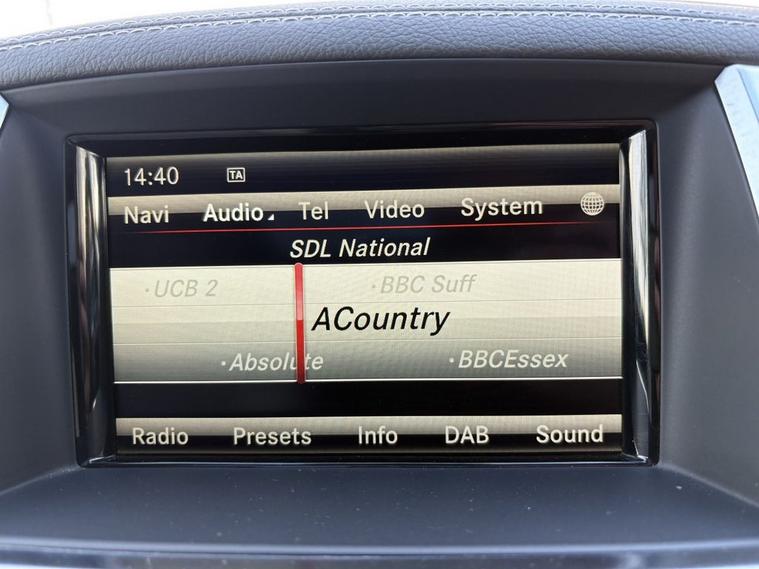 14:40 TA
Navi Audio Tel Video System
SDL National
·UCB 2 ·BBC Suff
ACountry
·Absolute ·BBCEssex
Radio Presets Info DAB Sound